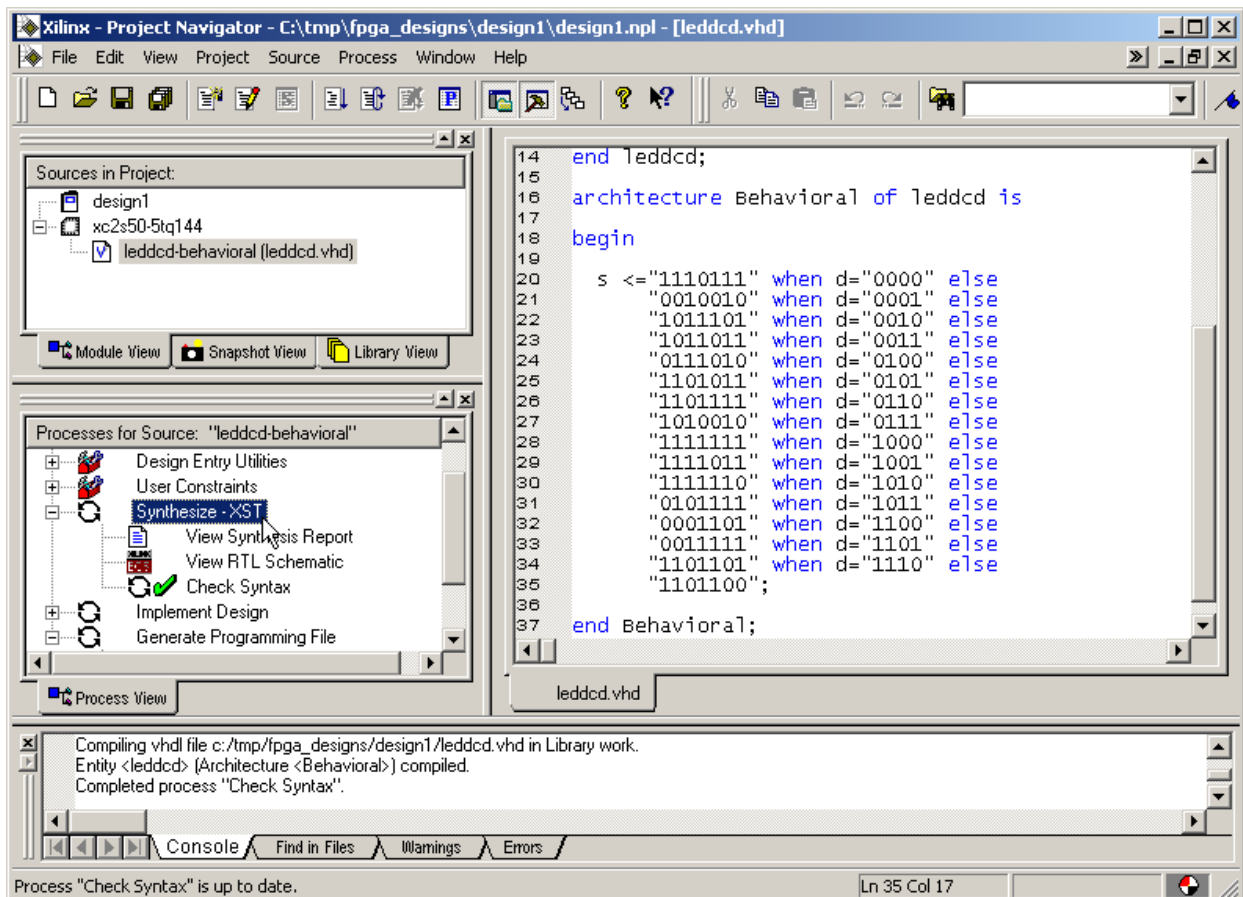 Xilinx - Project Navigator - C:\tmp\fpga_designs\design1\design1.npl - [leddcd.vhd]
File Edit View Project Source Process Window Help
Sources in Project:
design1
xc2s50-5tq144
leddcd-behavioral (leddcd.vhd)
Module View Snapshot View Library View
Processes for Source: "leddcd-behavioral"
Design Entry Utilities
User Constraints
Synthesize - XST
View Synthesis Report
View RTL Schematic
Check Syntax
Implement Design
Generate Programming File
Process View
14 end leddcd;
15
16 architecture Behavioral of leddcd is
17
18 begin
19
20 s <="1110111" when d="0000" else
21 "0010010" when d="0001" else
22 "1011101" when d="0010" else
23 "1011011" when d="0011" else
24 "0111010" when d="0100" else
25 "1101011" when d="0101" else
26 "1101111" when d="0110" else
27 "1010010" when d="0111" else
28 "1111111" when d="1000" else
29 "1111011" when d="1001" else
30 "1111110" when d="1010" else
31 "0101111" when d="1011" else
32 "0001101" when d="1100" else
33 "0011111" when d="1101" else
34 "1101101" when d="1110" else
35 "1101100";
36
37 end Behavioral;
leddcd.vhd
Compiling vhdl file c:/tmp/fpga_designs/design1/leddcd.vhd in Library work.
Entity <leddcd> (Architecture <Behavioral>) compiled.
Completed process "Check Syntax".
Console Find in Files Warnings Errors
Process "Check Syntax" is up to date. Ln 35 Col 17